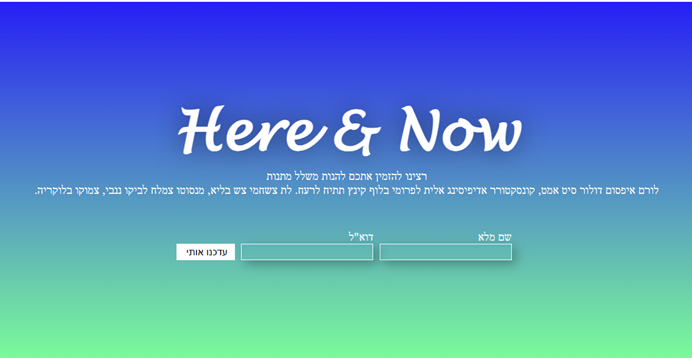 Here & Now
רצינו להזמין אתכם להנות משלל מתנות
לורם איפסום דולור סיט אמט, קונסקטורר אדיפיסינג אלית לפרומי בלוף קינץ תתיח לרעח. לת צשחמי צש בליא, מנסוטו צמלח לביקו ננבי, צמוקו בלוקריה.
שם מלא
דוא"ל
עדכנו אותי